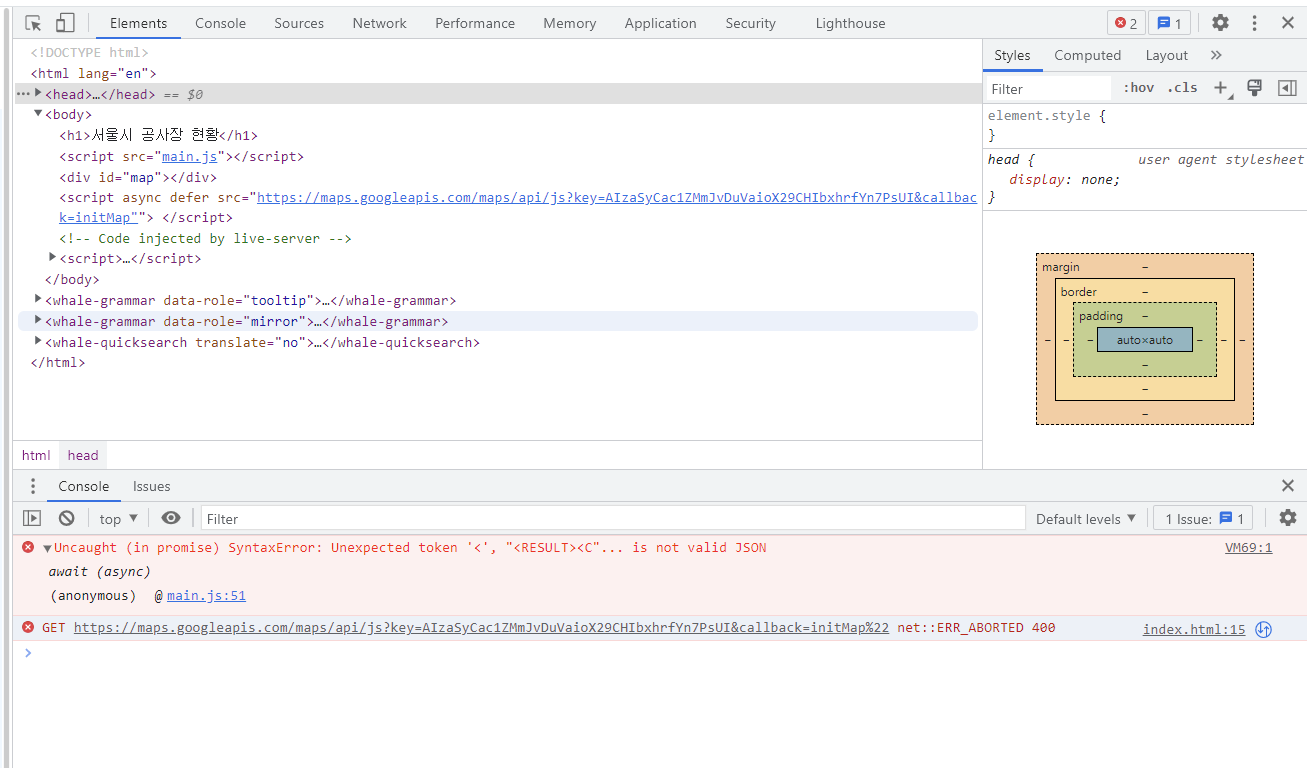 Elements Console Sources Network Performance Memory Application Security Lighthouse 2 1
<!DOCTYPE html>
<html lang="en">
<head>…</head> == $0
<body>
<h1>서울시 공사장 현황</h1>
<script src="main.js"></script>
<div id="map"></div>
<script async defer src="https://maps.googleapis.com/maps/api/js?key=AIzaSyCac1ZMmJvDuVaioX29CHIbxhrfYn7PsUI&callbac
k=initMap""> </script>
<!-- Code injected by live-server -->
<script>…</script>
</body>
<whale-grammar data-role="tooltip">…</whale-grammar>
<whale-grammar data-role="mirror">…</whale-grammar>
<whale-quicksearch translate="no">…</whale-quicksearch>
</html>
html head
Styles Computed Layout
Filter :hov .cls
element.style {
}
head { user agent stylesheet
display: none;
}
margin –
border –
padding –
– – – auto×auto – – –
–
–
–
Console Issues
top Filter Default levels 1 Issue: 1
Uncaught (in promise) SyntaxError: Unexpected token '<', "<RESULT><C"... is not valid JSON VM69:1
await (async)
(anonymous) @ main.js:51
GET https://maps.googleapis.com/maps/api/js?key=AIzaSyCac1ZMmJvDuVaioX29CHIbxhrfYn7PsUI&callback=initMap%22 net::ERR_ABORTED 400 index.html:15